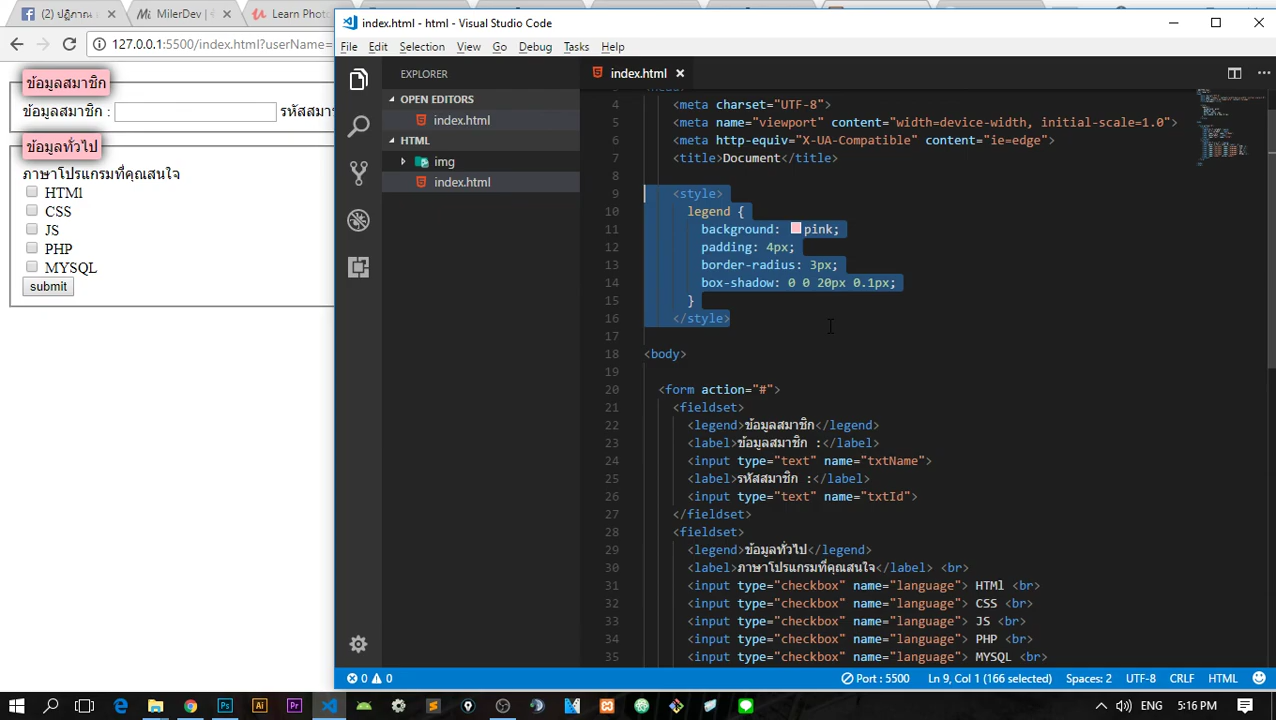 (2) ปฏิกา
MilerDev |
Learn Photo
127.0.0.1:5500/index.html?userName=
ข้อมูลสมาชิก
ข้อมูลสมาชิก : รหัสสมา
ข้อมูลทั่วไป
ภาษาโปรแกรมที่คุณสนใจ
HTMl
CSS
JS
PHP
MYSQL
submit
index.html - html - Visual Studio Code
File Edit Selection View Go Debug Tasks Help
EXPLORER
OPEN EDITORS
index.html
HTML
img
index.html
index.html
4 <meta charset="UTF-8">
5 <meta name="viewport" content="width=device-width, initial-scale=1.0">
6 <meta http-equiv="X-UA-Compatible" content="ie=edge">
7 <title>Document</title>
8
9 <style>
10 legend {
11 background: pink;
12 padding: 4px;
13 border-radius: 3px;
14 box-shadow: 0 0 20px 0.1px;
15 }
16 </style>
17
18 <body>
19
20 <form action="#">
21 <fieldset>
22 <legend>ข้อมูลสมาชิก</legend>
23 <label>ข้อมูลสมาชิก :</label>
24 <input type="text" name="txtName">
25 <label>รหัสสมาชิก :</label>
26 <input type="text" name="txtId">
27 </fieldset>
28 <fieldset>
29 <legend>ข้อมูลทั่วไป</legend>
30 <label>ภาษาโปรแกรมที่คุณสนใจ</label> <br>
31 <input type="checkbox" name="language"> HTMl <br>
32 <input type="checkbox" name="language"> CSS <br>
33 <input type="checkbox" name="language"> JS <br>
34 <input type="checkbox" name="language"> PHP <br>
35 <input type="checkbox" name="language"> MYSQL <br>
0 0 Port : 5500 Ln 9, Col 1 (166 selected) Spaces: 2 UTF-8 CRLF HTML
ENG 5:16 PM